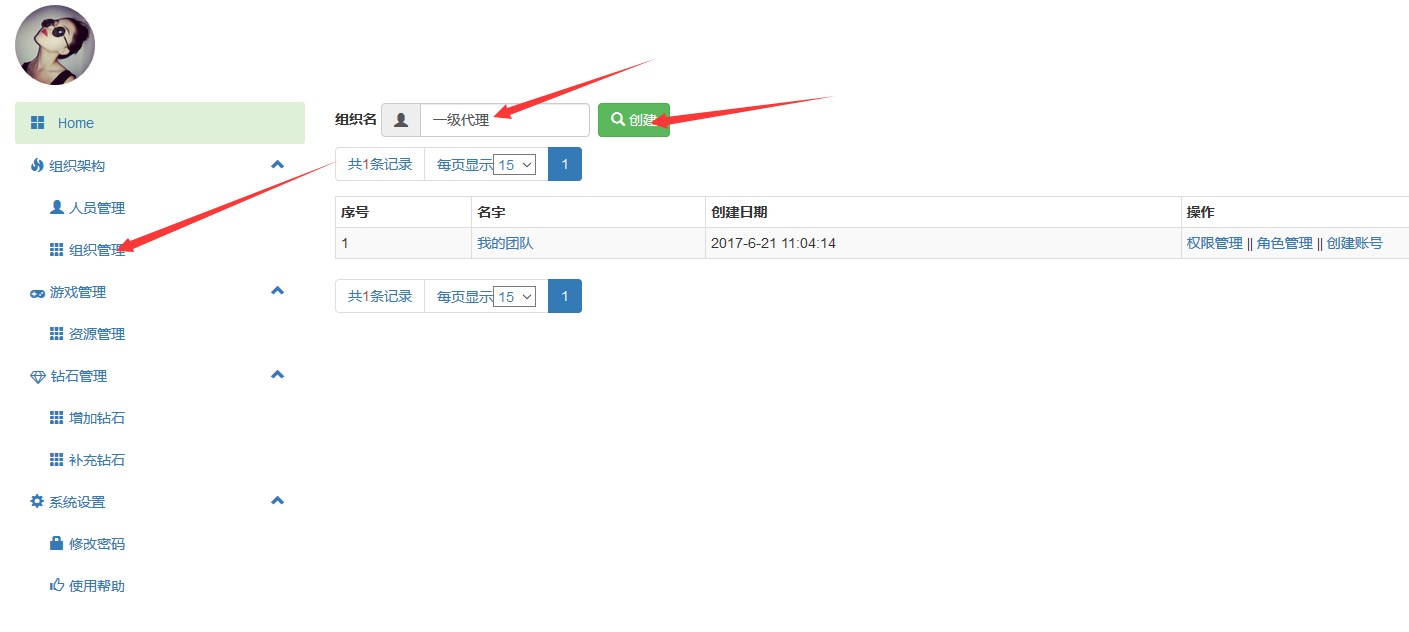 Home
组织架构
人员管理
组织管理
游戏管理
资源管理
钻石管理
增加钻石
补充钻石
系统设置
修改密码
使用帮助
组织名 一级代理 创建
共1条记录 每页显示 15 1
序号 名字 创建日期 操作
1 我的团队 2017-6-21 11:04:14 权限管理 || 角色管理 || 创建账号
共1条记录 每页显示 15 1